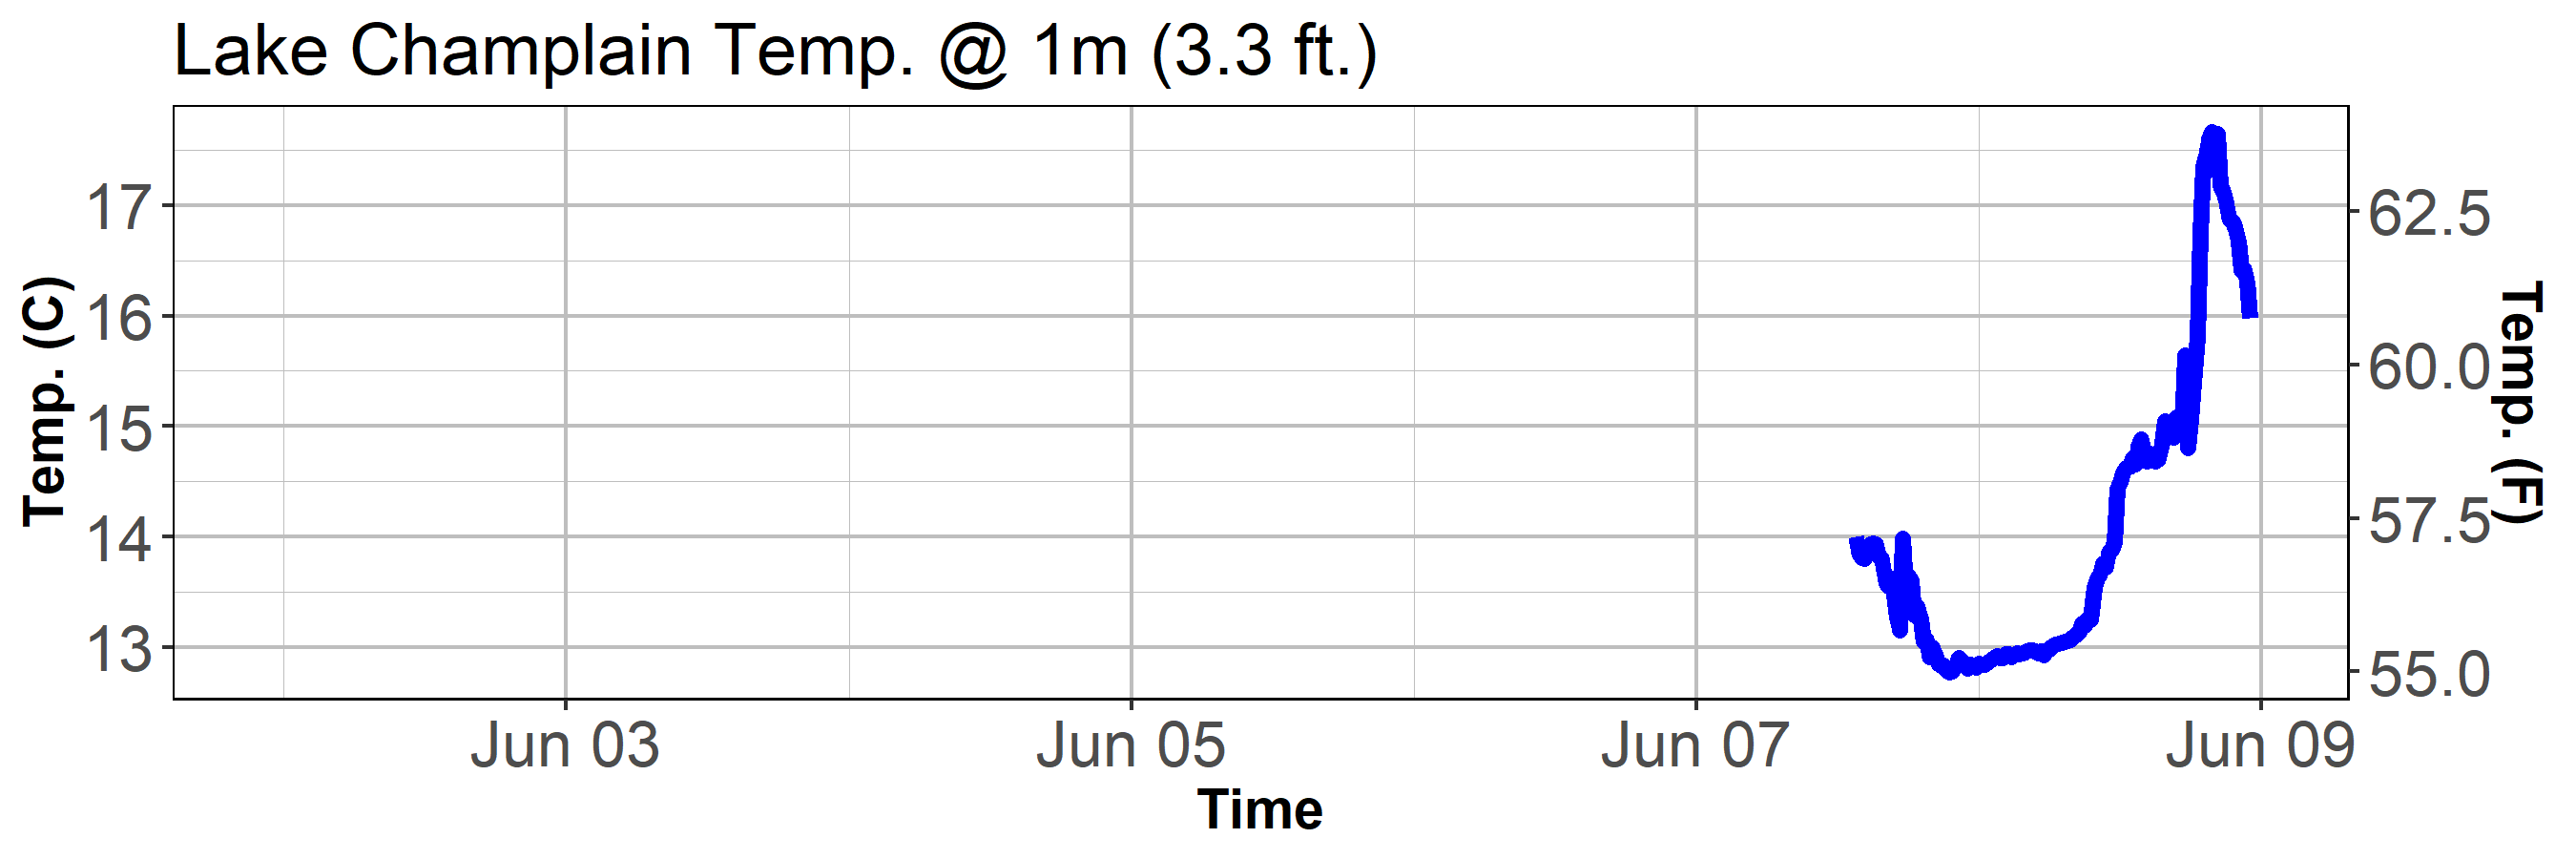 Lake Champlain Temp. @ 1m (3.3 ft.)
Temp. (C)
17
16
15
14
13
62.5
60.0
57.5
55.0
Temp. (F)
Jun 03 Jun 05 Jun 07 Jun 09
Time